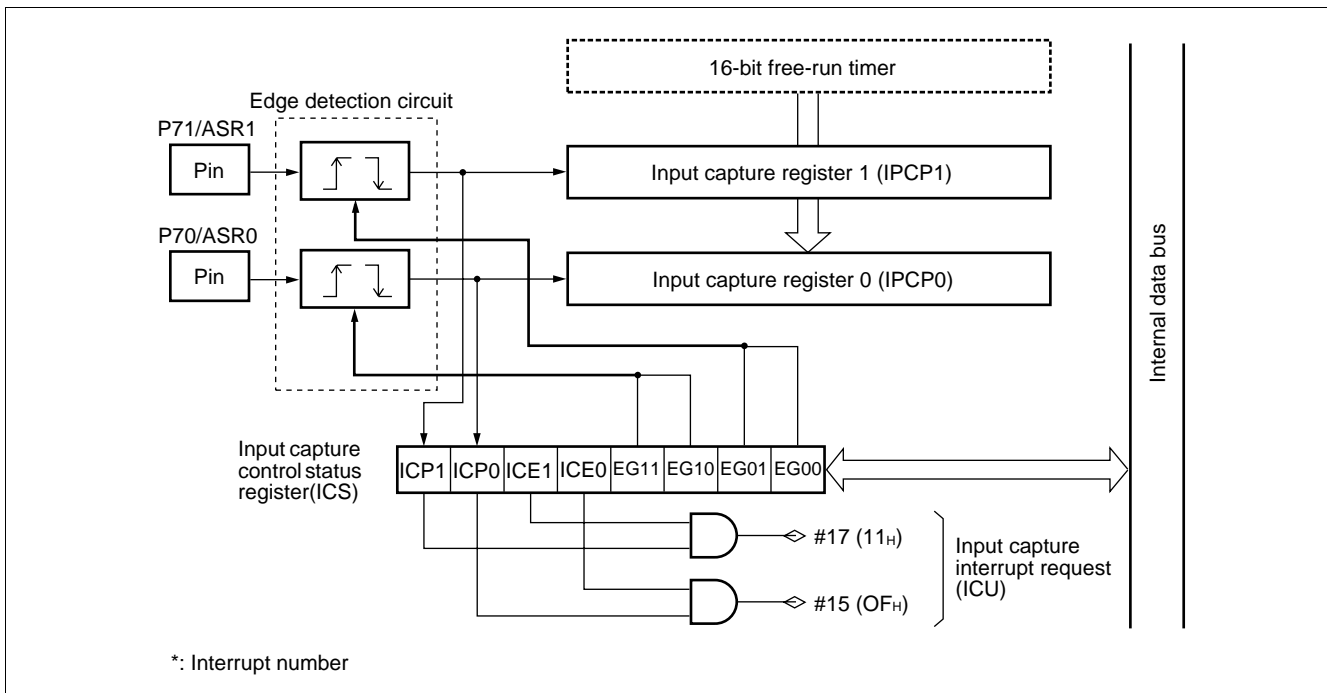 16-bit free-run timer
Edge detection circuit
P71/ASR1
Pin
Input capture register 1 (IPCP1)
P70/ASR0
Pin
Input capture register 0 (IPCP0)
Internal data bus
Input capture
control status
register(ICS)
ICP1 ICP0 ICE1 ICE0 EG11 EG10 EG01 EG00
#17 (11H)
#15 (OFH)
Input capture
interrupt request
(ICU)
*: Interrupt number